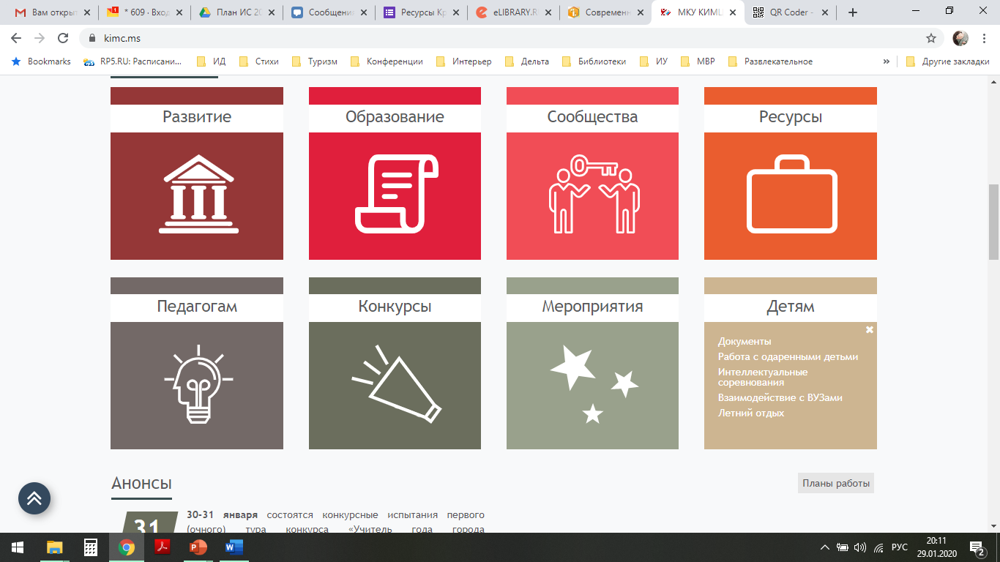 Вам откры
* 609 · Вход
План ИС 20
Сообщения
Ресурсы Кр
eLIBRARY.R
Современн
МКУ КИМЦ
QR Coder -
kimc.ms
Bookmarks
RP5.RU: Расписани...
ИД
Стихи
Туризм
Конференции
Интерьер
Дельта
Библиотеки
ИУ
МВР
Развлекательное
»
Другие закладки
Развитие
Образование
Сообщества
Ресурсы
Педагогам
Конкурсы
Мероприятия
Детям
Документы
Работа с одаренными детьми
Интеллектуальные
соревнования
Взаимодействие с ВУЗами
Летний отдых
Анонсы
Планы работы
31
30-31 января состоятся конкурсные испытания первого
(очного) тура конкурса «Учитель года города
РУС
20:11
29.01.2020
2